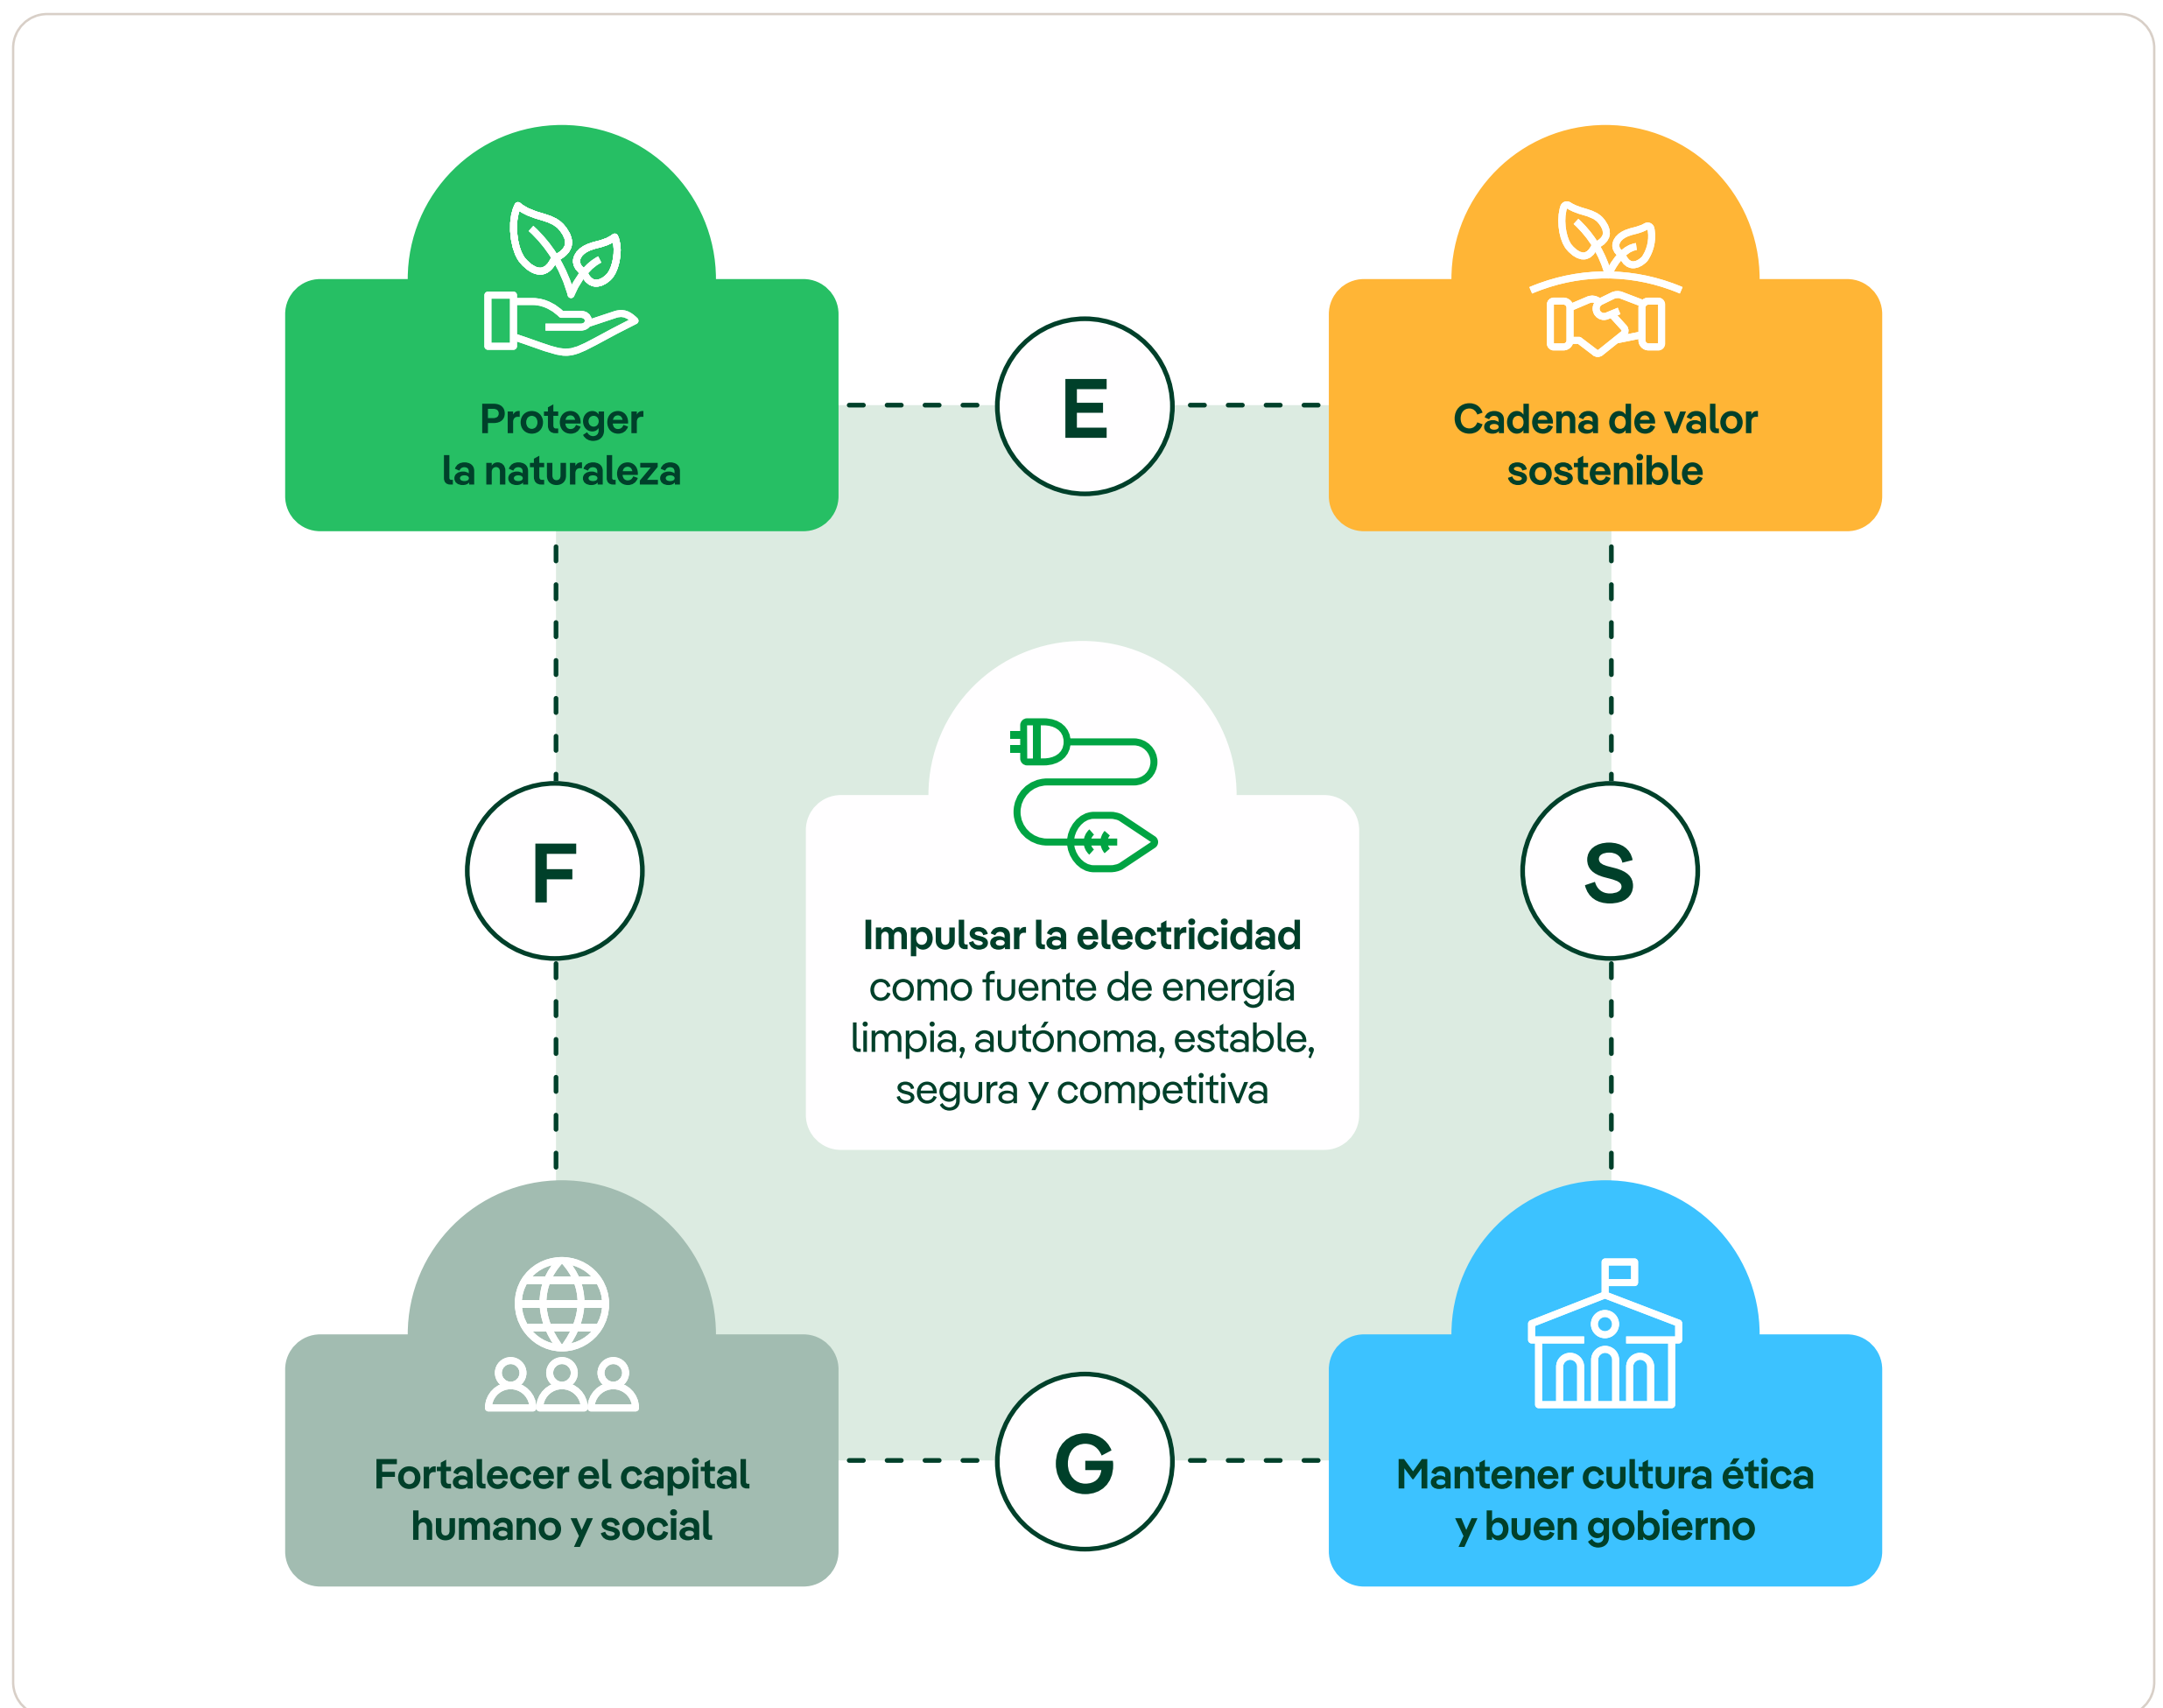 Proteger
la naturaleza
E
Cadena de valor
sostenible
F
Impulsar la electricidad
como fuente de energía
limpia, autónoma, estable,
segura y competitiva
S
Fortalecer el capital
humano y social
G
Mantener cultura ética
y buen gobierno